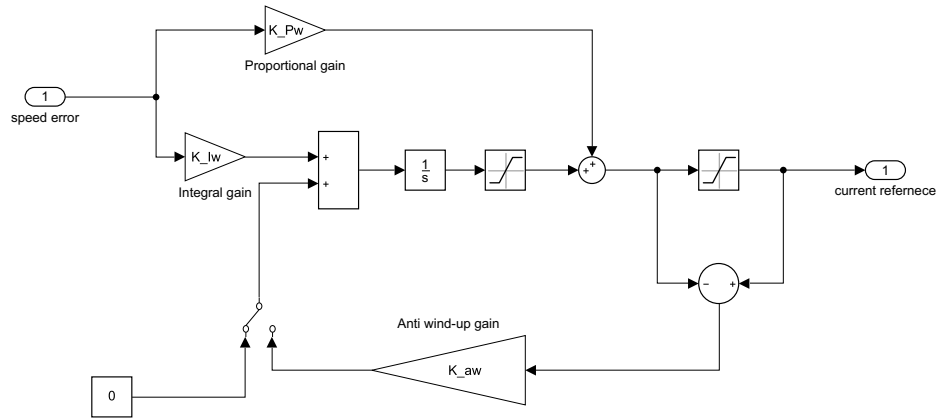 K_Pw
Proportional gain
1
speed error
K_Iw
Integral gain
+
+
1
s
+
+
1
current refernece
−
+
Anti wind-up gain
K_aw
0